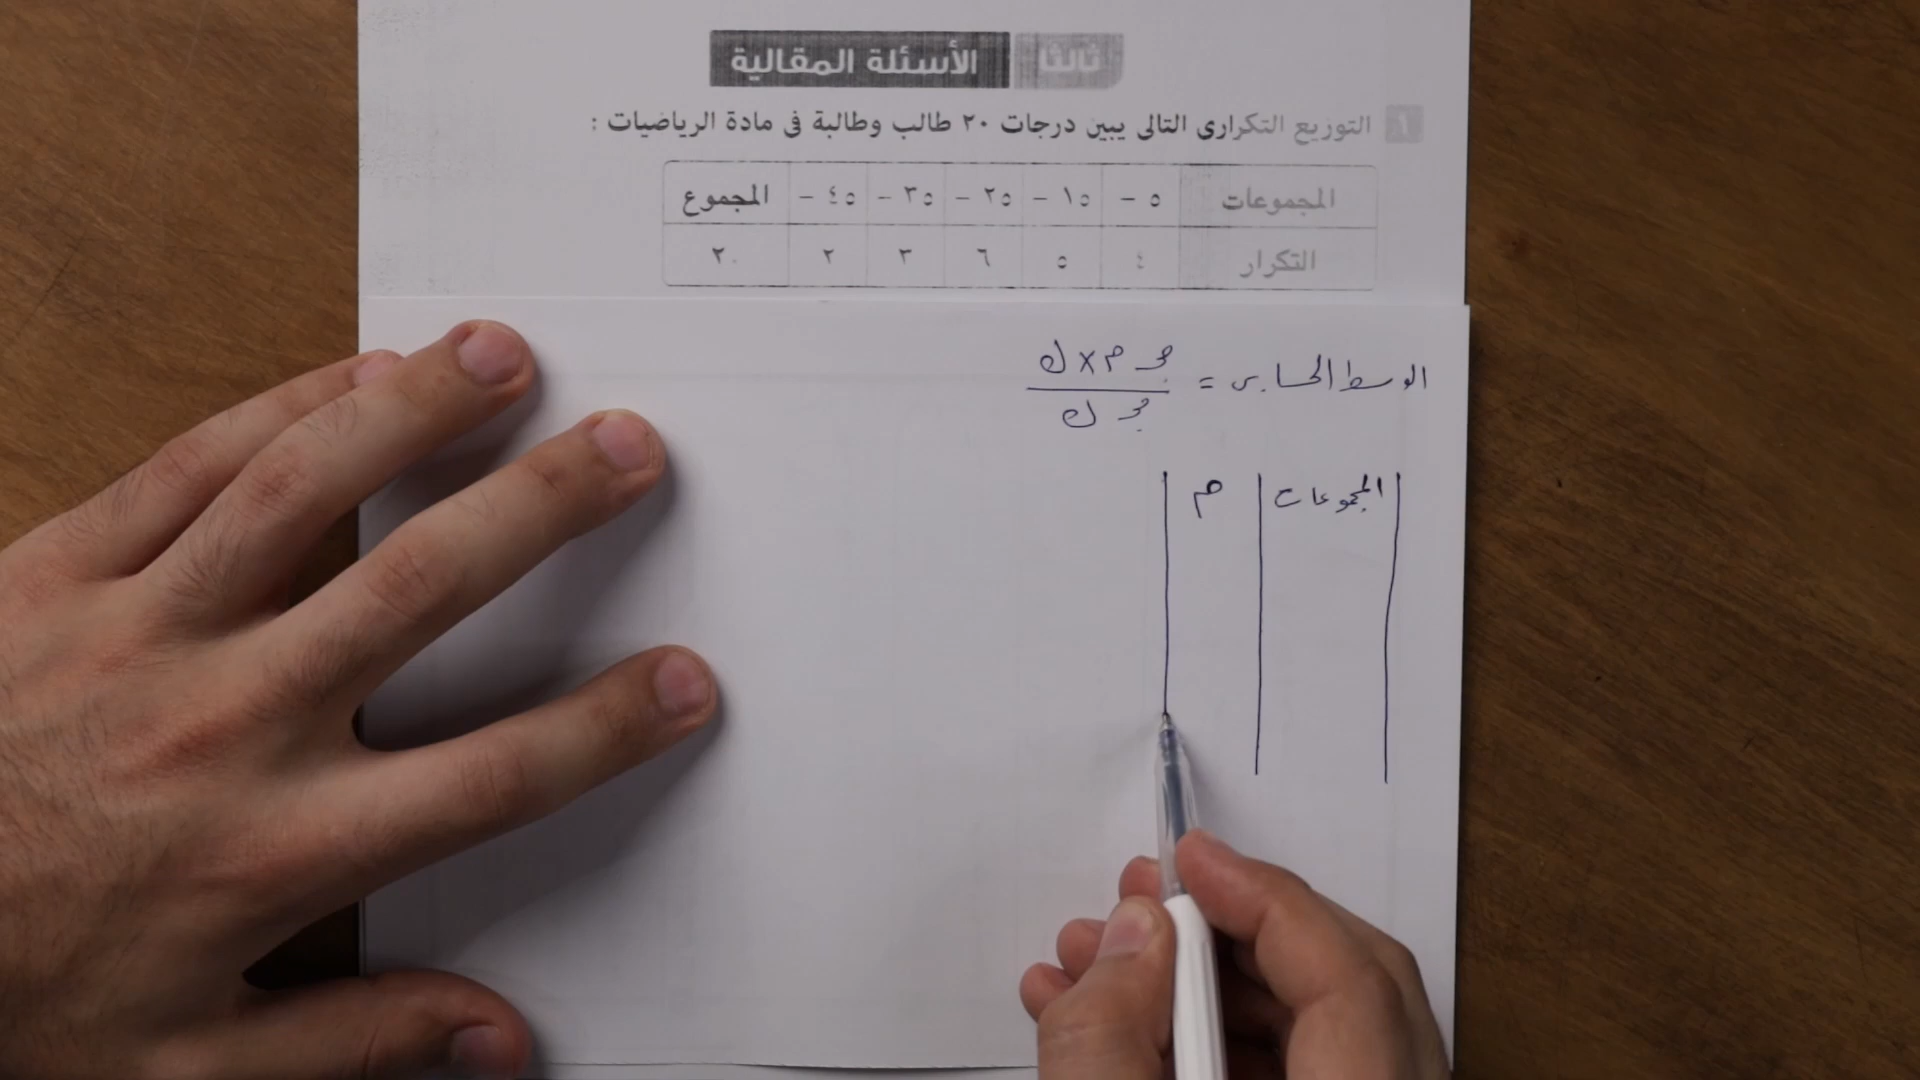 ثالثا الأسئلة المقالية
١ التوزيع التكرارى التالى يبين درجات ٢٠ طالب وطالبة فى مادة الرياضيات :
المجموعات ٥ - ١٥ - ٢٥ - ٣٥ - ٤٥ - المجموع
التكرار ٤ ٥ ٦ ٣ ٢ ٢٠
الوسط الحسابى = مجـ م × ك
مجـ ك
المجموعات م